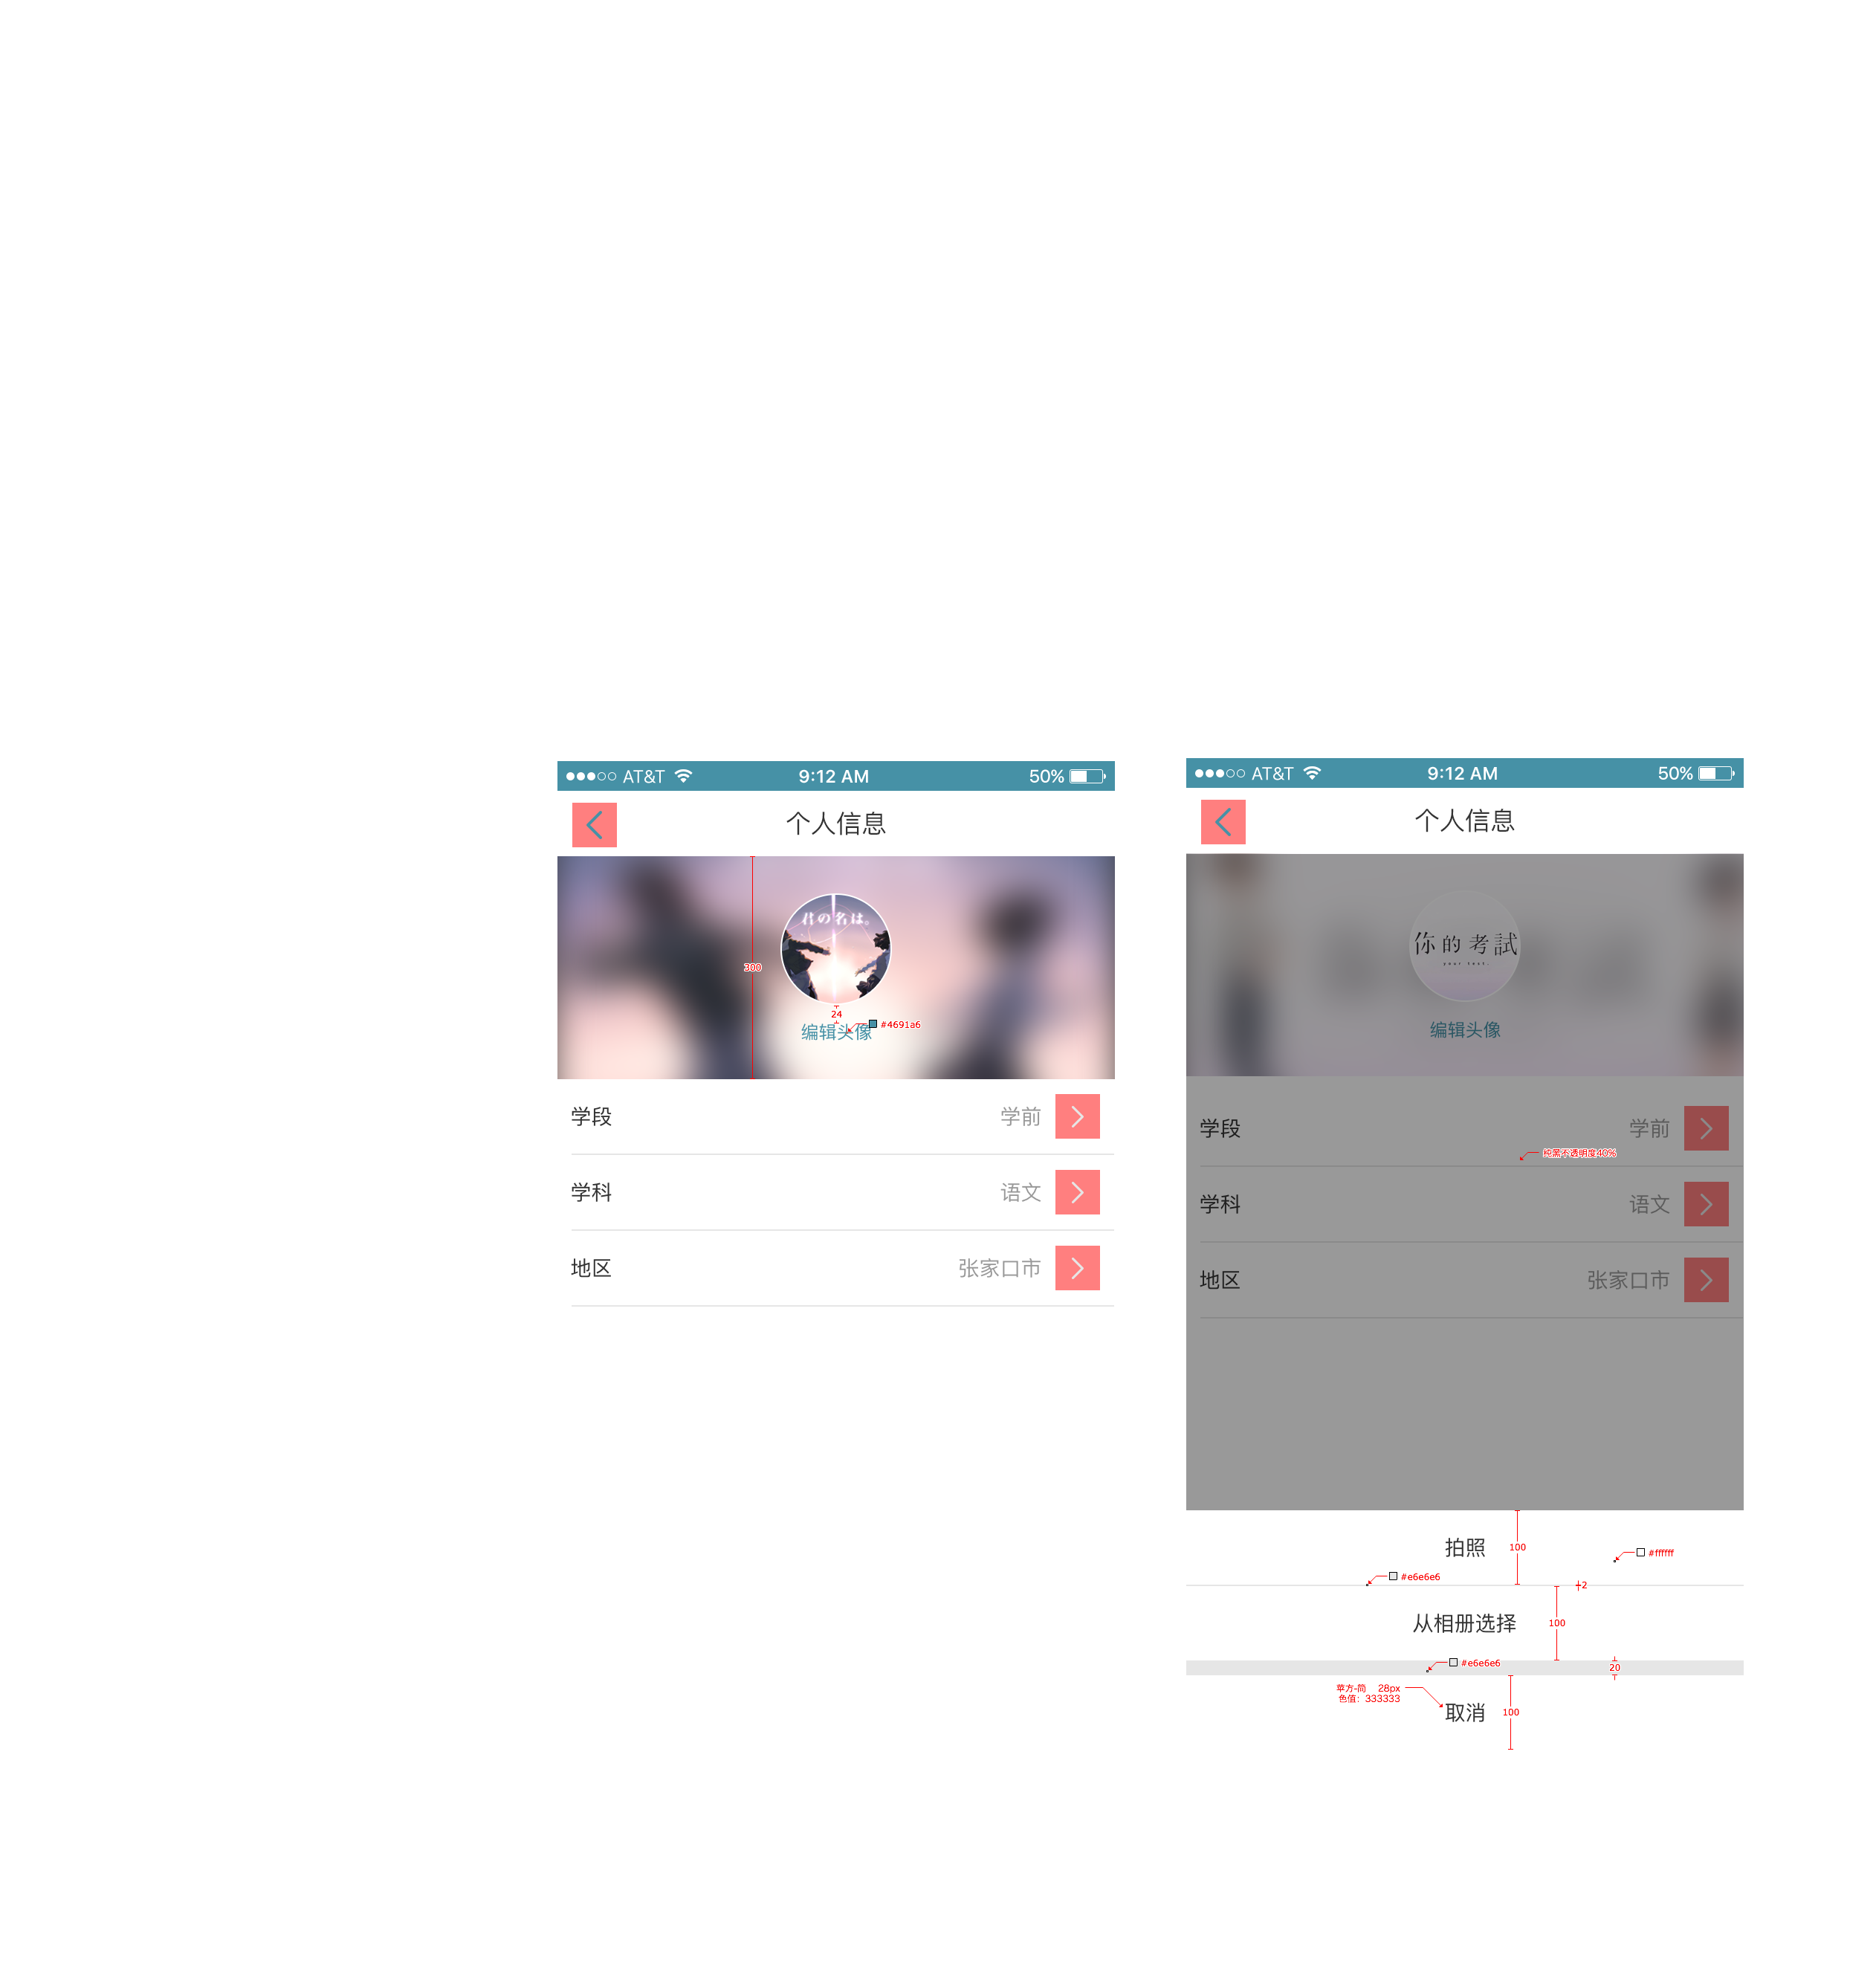 AT&T 9:12 AM 50%
个人信息
君の名は。
300
24
#4691a6
编辑头像
学段 学前
学科 语文
地区 张家口市
AT&T 9:12 AM 50%
个人信息
你的考試
your test.
编辑头像
学段 学前
纯黑不透明度40%
学科 语文
地区 张家口市
拍照
100
#ffffff
#e6e6e6
2
从相册选择
100
#e6e6e6
20
苹方-简 28px
色值：333333
取消
100